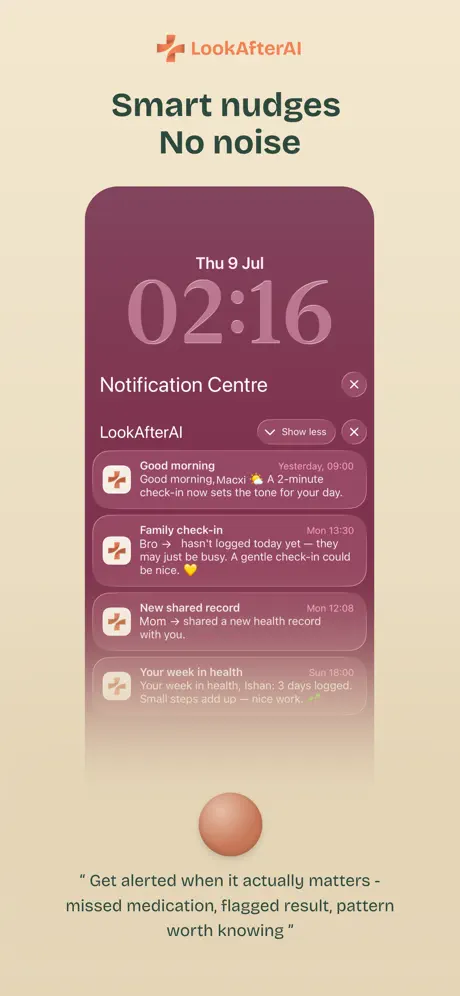 LookAfterAI
Smart nudges
No noise
Thu 9 Jul
02:16
Notification Centre
LookAfterAI
Show less
Good morning
Yesterday, 09:00
Good morning, Macxi 🌤️ A 2-minute
check-in now sets the tone for your day.
Family check-in
Mon 13:30
Bro → hasn't logged today yet — they
may just be busy. A gentle check-in could
be nice. 💛
New shared record
Mon 12:08
Mom → shared a new health record
with you.
Your week in health
Sun 18:00
Your week in health, Ishan: 3 days logged.
Small steps add up — nice work. 🌱
“ Get alerted when it actually matters -
missed medication, flagged result, pattern
worth knowing ”